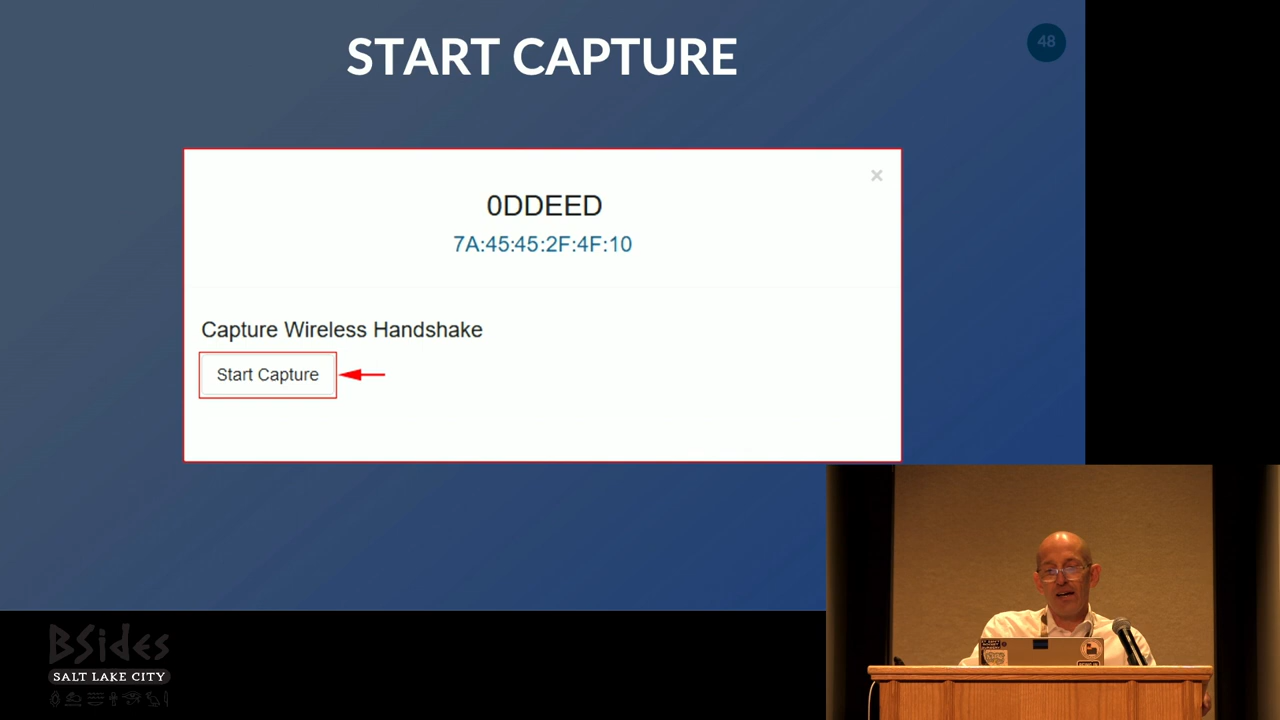 START CAPTURE
48
×
0DDEED
7A:45:45:2F:4F:10
Capture Wireless Handshake
Start Capture
BSides
SALT LAKE CITY